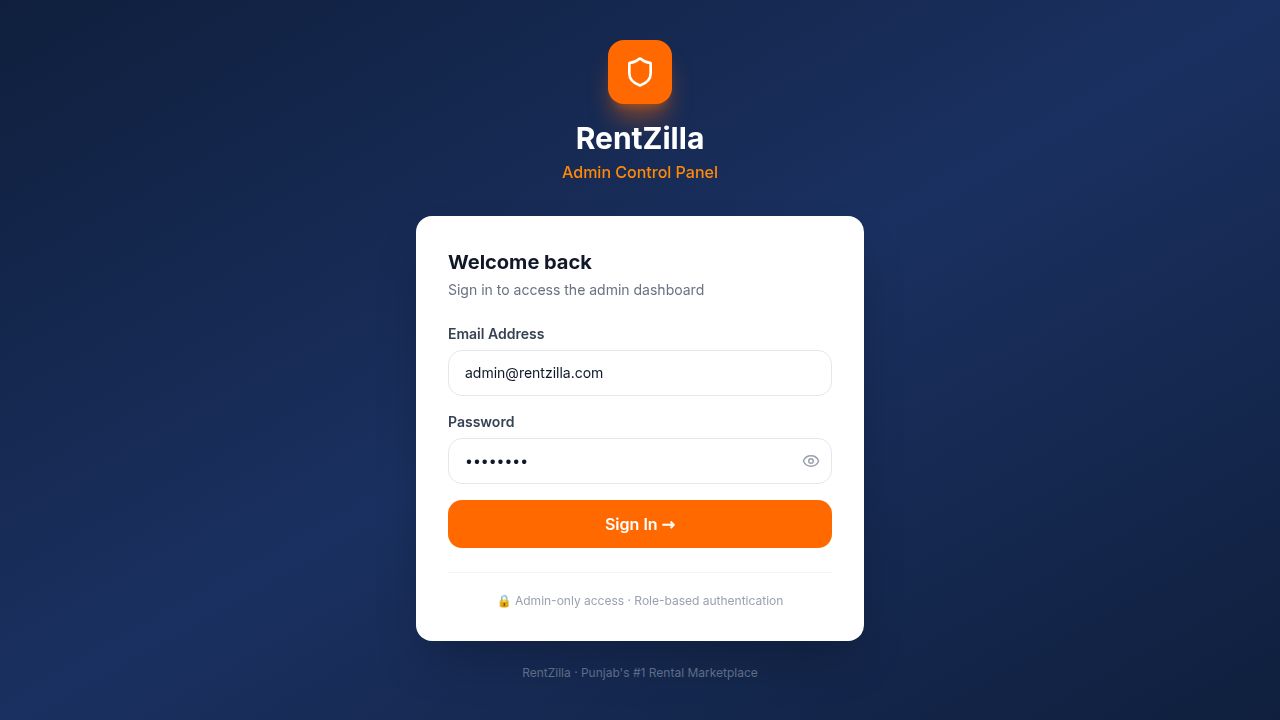 RentZilla
Admin Control Panel
Welcome back
Sign in to access the admin dashboard
Email Address
admin@rentzilla.com
Password
••••••••
Sign In →
🔒 Admin-only access · Role-based authentication
RentZilla · Punjab's #1 Rental Marketplace